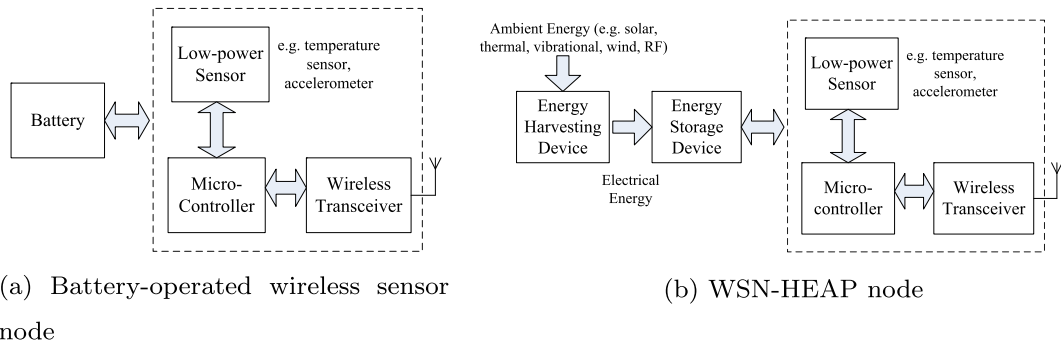 Battery
Low-power
Sensor
e.g. temperature
sensor,
accelerometer
Micro-
Controller
Wireless
Transceiver
(a) Battery-operated wireless sensor
node
Ambient Energy (e.g. solar,
thermal, vibrational, wind, RF)
Energy
Harvesting
Device
Electrical
Energy
Energy
Storage
Device
Low-power
Sensor
e.g. temperature
sensor,
accelerometer
Micro-
controller
Wireless
Transceiver
(b) WSN-HEAP node